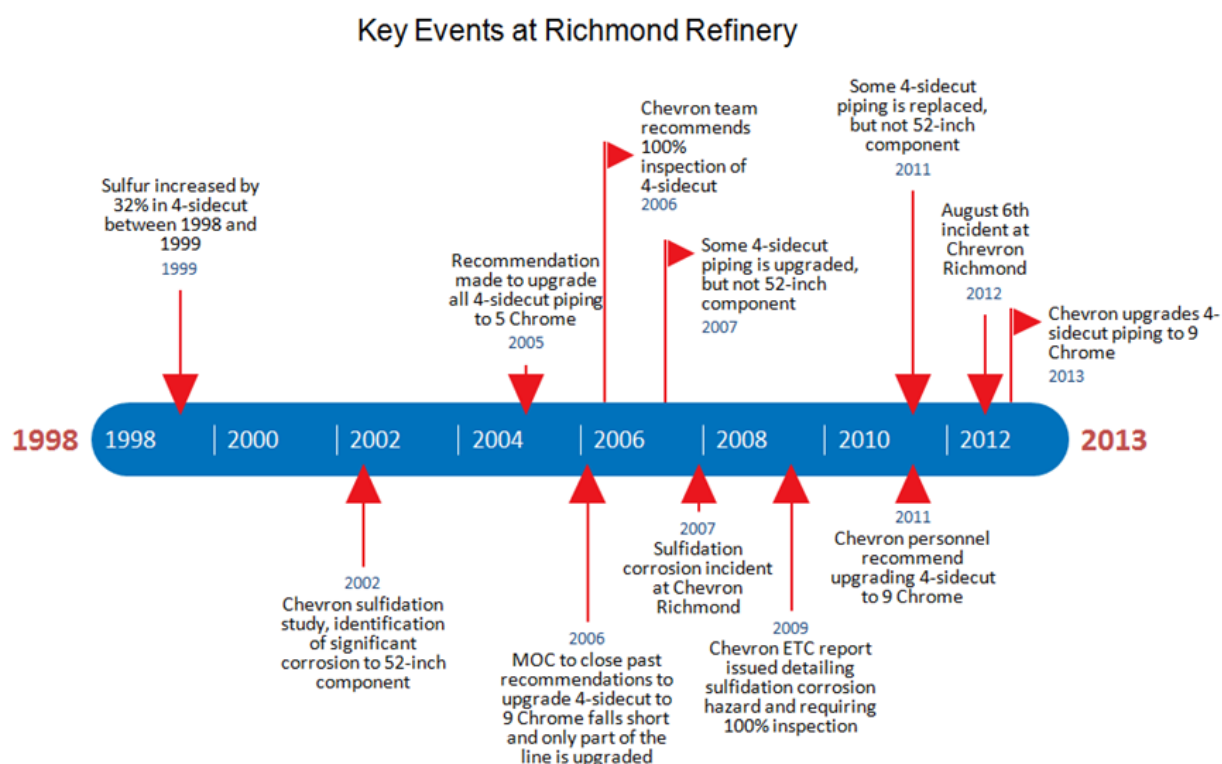 Key Events at Richmond Refinery
Sulfur increased by
32% in 4-sidecut
between 1998 and
1999
1999
Recommendation
made to upgrade
all 4-sidecut piping
to 5 Chrome
2005
Chevron team
recommends
100%
inspection of
4-sidecut
2006
Some 4-sidecut
piping is upgraded,
but not 52-inch
component
2007
Some 4-sidecut
piping is replaced,
but not 52-inch
component
2011
August 6th
incident at
Chrevron
Richmond
2012
Chevron upgrades 4-
sidecut piping to 9
Chrome
2013
1998
1998
2000
2002
2004
2006
2008
2010
2012
2013
2002
Chevron sulfidation
study, identification
of significant
corrosion to 52-inch
component
2006
MOC to close past
recommendations to
upgrade 4-sidecut to
9 Chrome falls short
and only part of the
line is upgraded
2007
Sulfidation
corrosion incident
at Chevron
Richmond
2009
Chevron ETC report
issued detailing
sulfidation corrosion
hazard and requiring
100% inspection
2011
Chevron personnel
recommend
upgrading 4-sidecut
to 9 Chrome